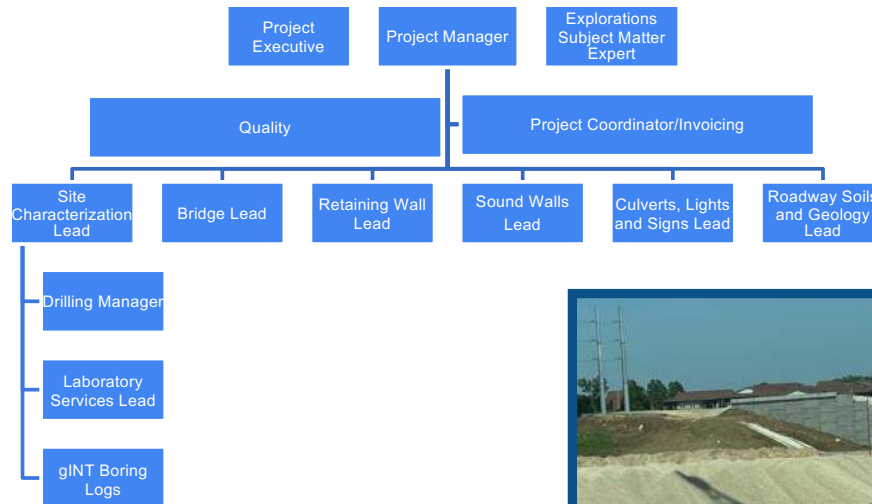 Project
Executive
Project Manager
Explorations
Subject Matter
Expert
Quality
Project Coordinator/Invoicing
Site
Characterization
Lead
Bridge Lead
Retaining Wall
Lead
Sound Walls
Lead
Culverts, Lights
and Signs Lead
Roadway Soils
and Geology
Lead
Drilling Manager
Laboratory
Services Lead
gINT Boring
Logs